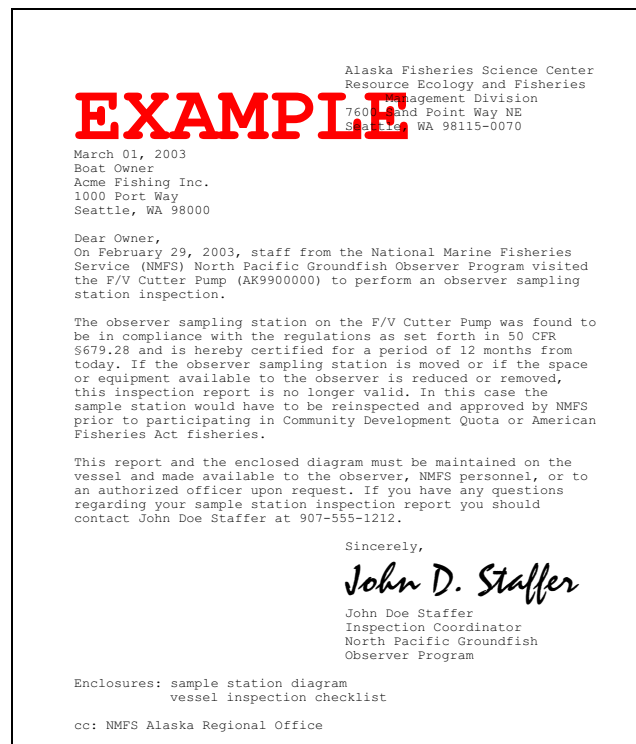 Alaska Fisheries Science Center
Resource Ecology and Fisheries
Management Division
7600 Sand Point Way NE
Seattle, WA 98115-0070
EXAMPLE
March 01, 2003
Boat Owner
Acme Fishing Inc.
1000 Port Way
Seattle, WA 98000
Dear Owner,
On February 29, 2003, staff from the National Marine Fisheries
Service (NMFS) North Pacific Groundfish Observer Program visited
the F/V Cutter Pump (AK9900000) to perform an observer sampling
station inspection.
The observer sampling station on the F/V Cutter Pump was found to
be in compliance with the regulations as set forth in 50 CFR
§679.28 and is hereby certified for a period of 12 months from
today. If the observer sampling station is moved or if the space
or equipment available to the observer is reduced or removed,
this inspection report is no longer valid. In this case the
sample station would have to be reinspected and approved by NMFS
prior to participating in Community Development Quota or American
Fisheries Act fisheries.
This report and the enclosed diagram must be maintained on the
vessel and made available to the observer, NMFS personnel, or to
an authorized officer upon request. If you have any questions
regarding your sample station inspection report you should
contact John Doe Staffer at 907-555-1212.
Sincerely,
John D. Staffer
John Doe Staffer
Inspection Coordinator
North Pacific Groundfish
Observer Program
Enclosures: sample station diagram
vessel inspection checklist
cc: NMFS Alaska Regional Office